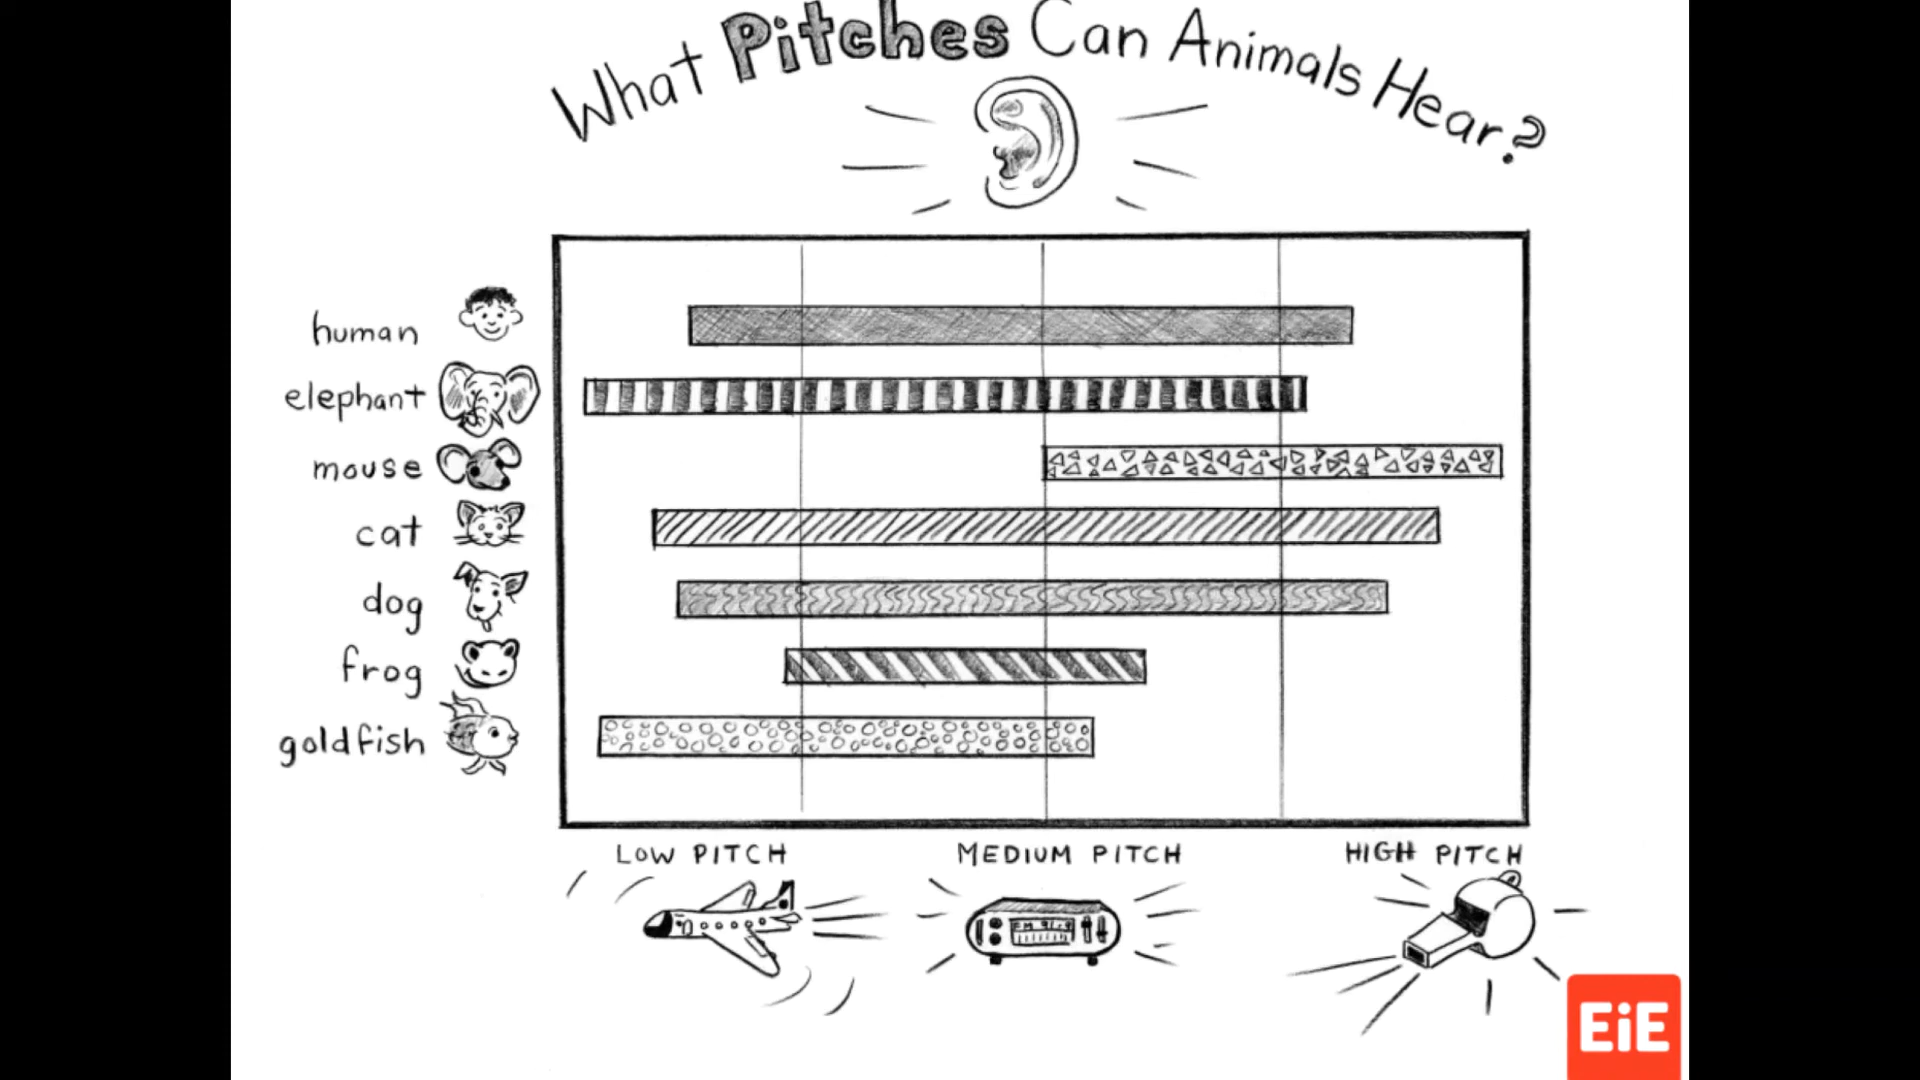 What Pitches Can Animals Hear?
human
elephant
mouse
cat
dog
frog
goldfish
LOW PITCH MEDIUM PITCH HIGH PITCH
EiE